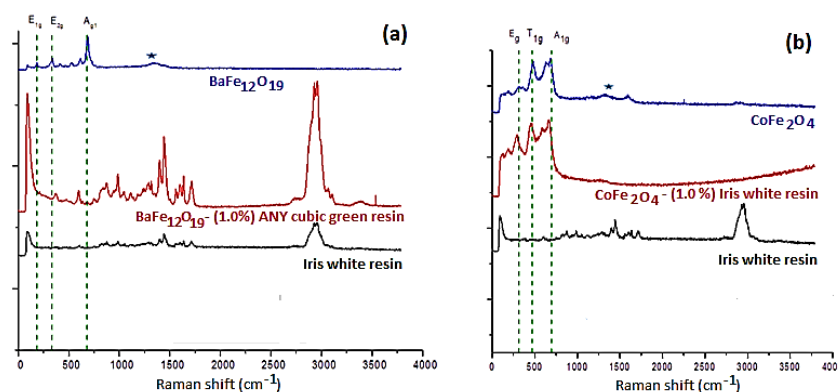 E1g E2g Ag1
(a)
★
BaFe12O19
BaFe12O19- (1.0%) ANY cubic green resin
Iris white resin
0 500 1000 1500 2000 2500 3000 3500 4000
Raman shift (cm-1)
Eg T1g A1g
(b)
★
CoFe2O4
CoFe2O4- (1.0 %) Iris white resin
Iris white resin
0 500 1000 1500 2000 2500 3000 3500 400
Raman shift (cm-1)